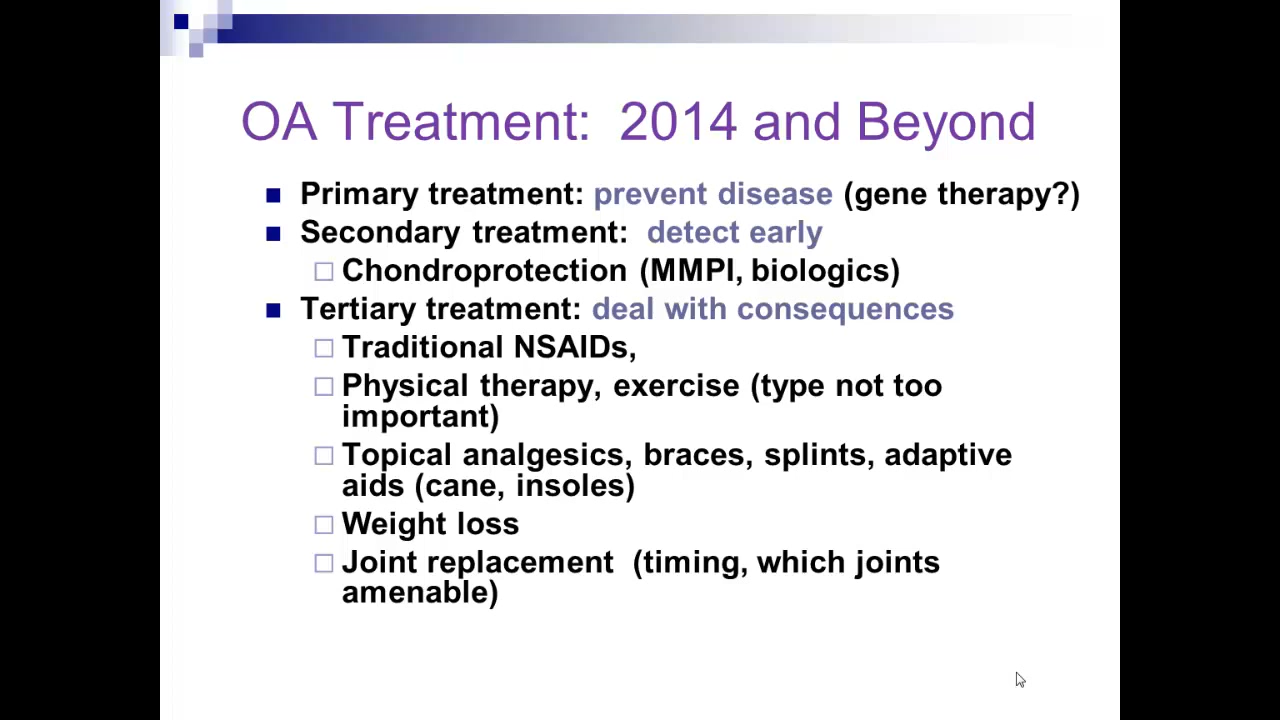 OA Treatment:  2014 and Beyond
Primary treatment: prevent disease (gene therapy?)
Secondary treatment:  detect early
Chondroprotection (MMPI, biologics)
Tertiary treatment: deal with consequences
Traditional NSAIDs,
Physical therapy, exercise (type not too
important)
Topical analgesics, braces, splints, adaptive
aids (cane, insoles)
Weight loss
Joint replacement  (timing, which joints
amenable)